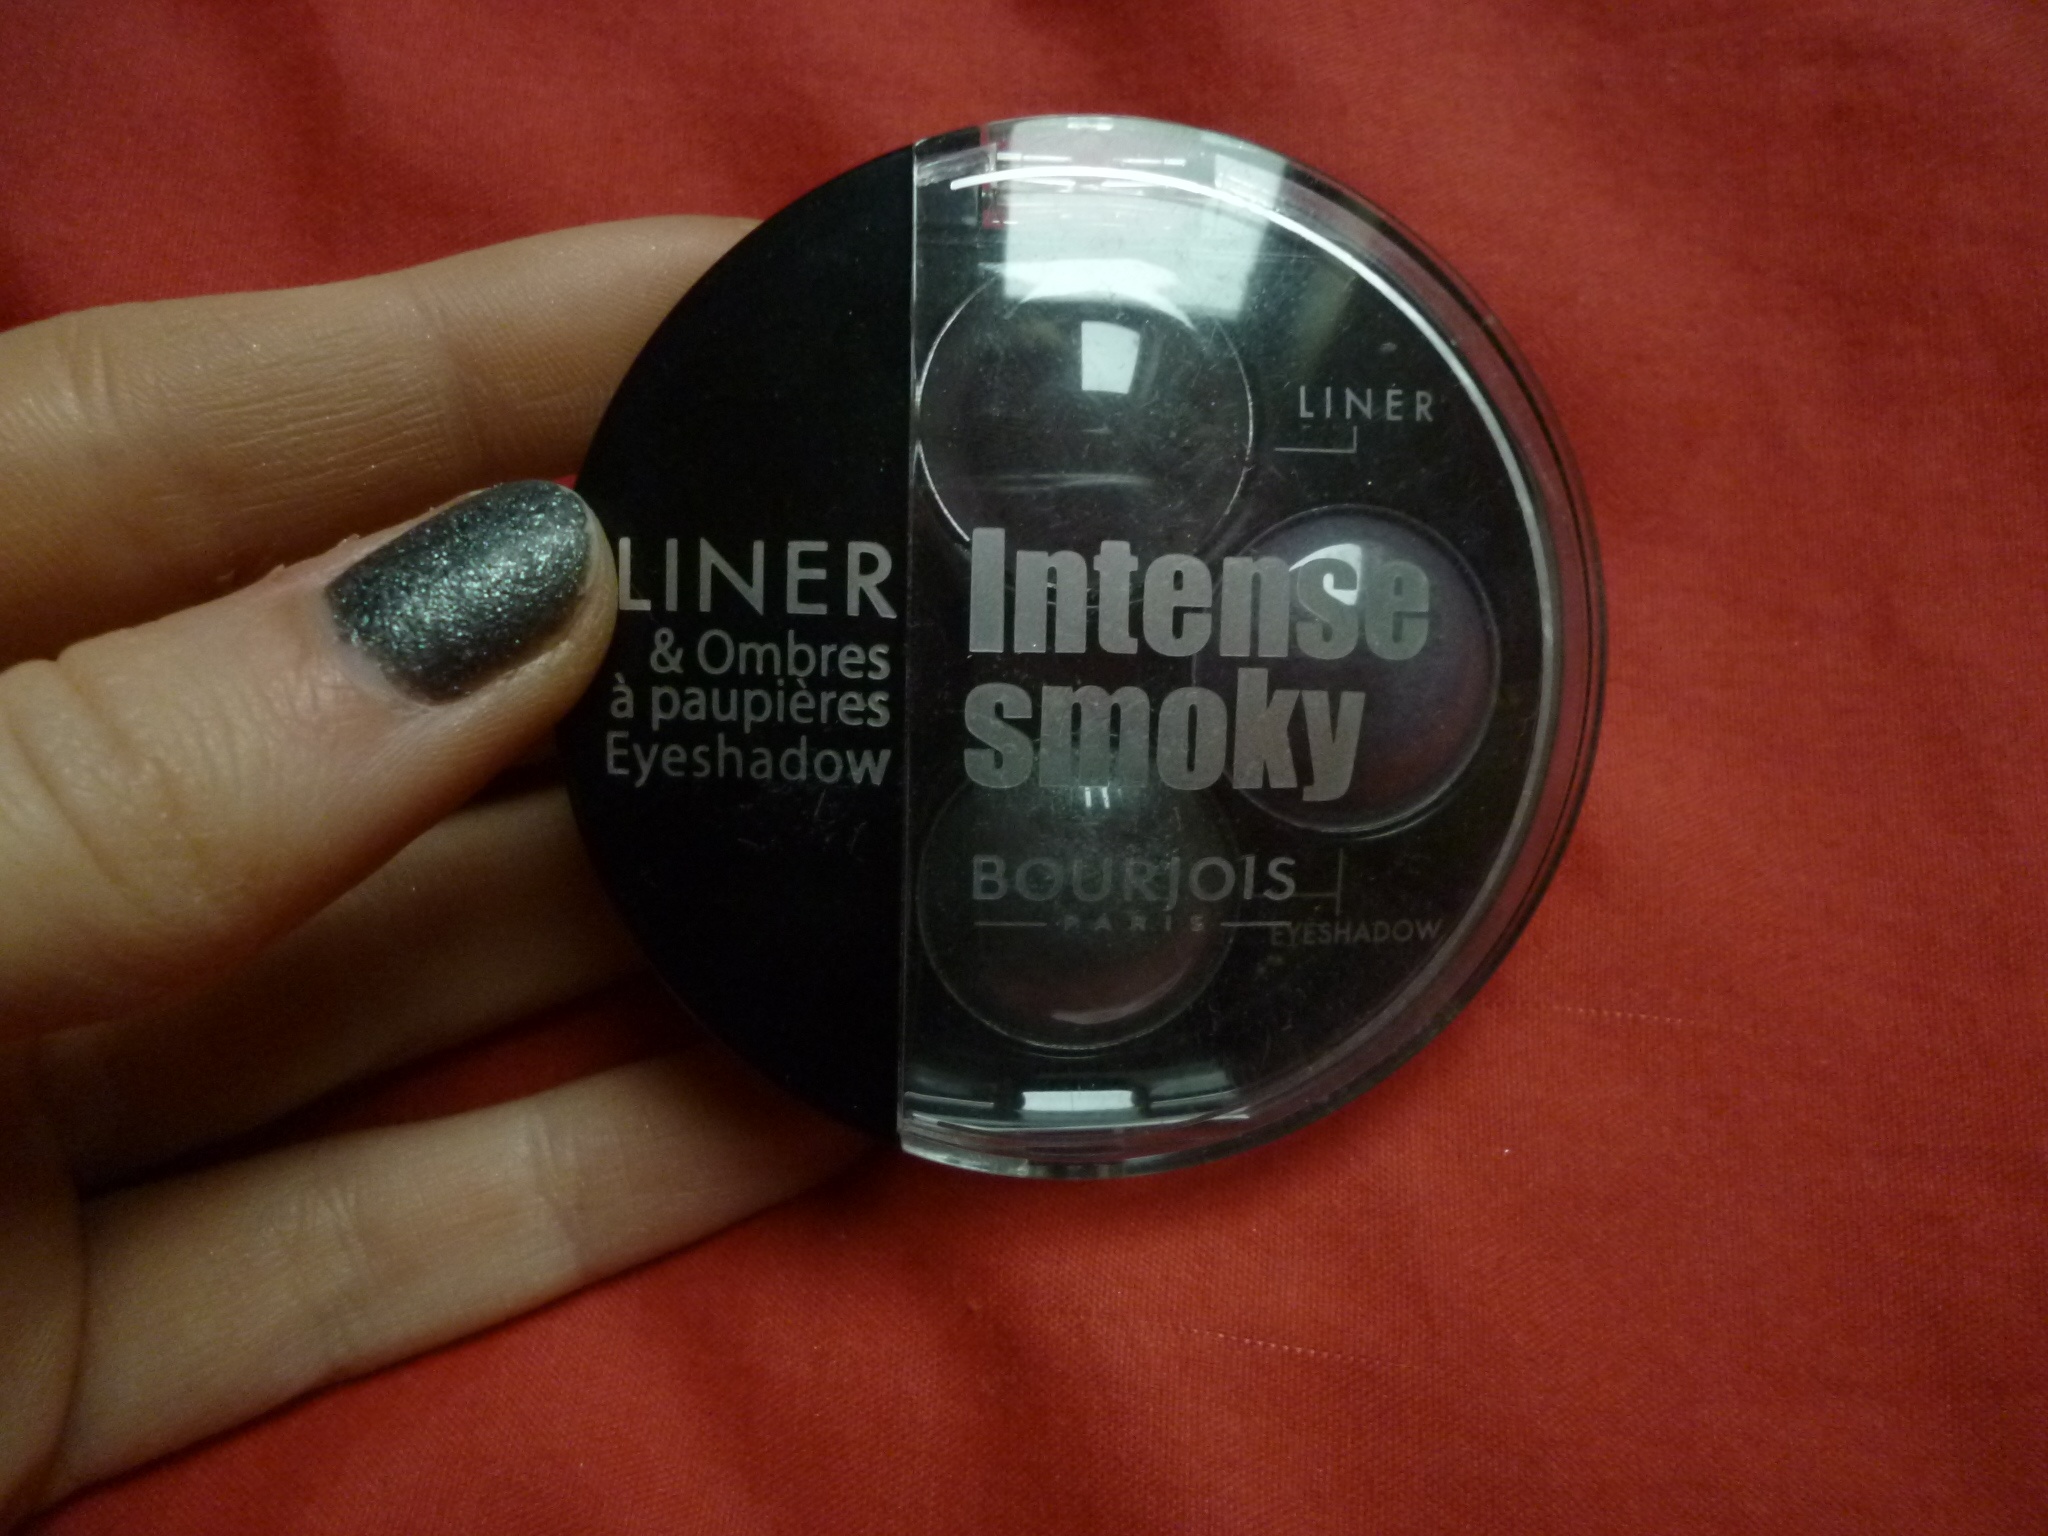 LINER
& Ombres
à paupières
Eyeshadow
Intense
smoky
BOURJOIS
PARIS
LINER
EYESHADOW